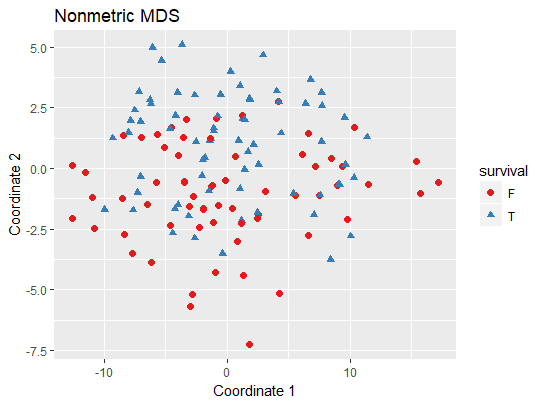 Nonmetric MDS
5.0
2.5
0.0
-2.5
-5.0
-7.5
Coordinate 2
-10
0
10
Coordinate 1
survival
F
T